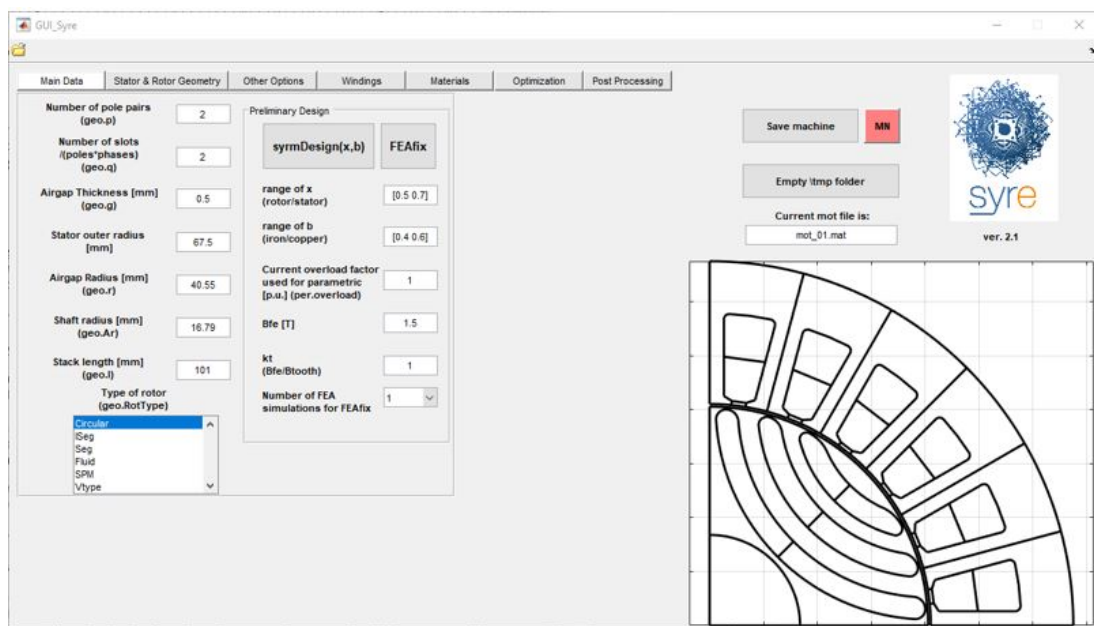 GUI_Syre
Main Data
Stator & Rotor Geometry
Other Options
Windings
Materials
Optimization
Post Processing
Number of pole pairs
(geo.p)
2
Number of slots
/(poles*phases)
(geo.q)
2
Airgap Thickness [mm]
(geo.g)
0.5
Stator outer radius
[mm]
67.5
Airgap Radius [mm]
(geo.r)
40.55
Shaft radius [mm]
(geo.Ar)
16.79
Stack length [mm]
(geo.l)
101
Type of rotor
(geo.RotType)
Circular
ISeg
Seg
Fluid
SPM
Vtype
Preliminary Design
syrmDesign(x,b)
FEAfix
range of x
(rotor/stator)
[0.5 0.7]
range of b
(iron/copper)
[0.4 0.6]
Current overload factor
used for parametric
[p.u.] (per.overload)
1
Bfe [T]
1.5
kt
(Bfe/Btooth)
1
Number of FEA
simulations for FEAfix
1
Save machine
MN
Empty \tmp folder
Current mot file is:
mot_01.mat
syre
ver. 2.1